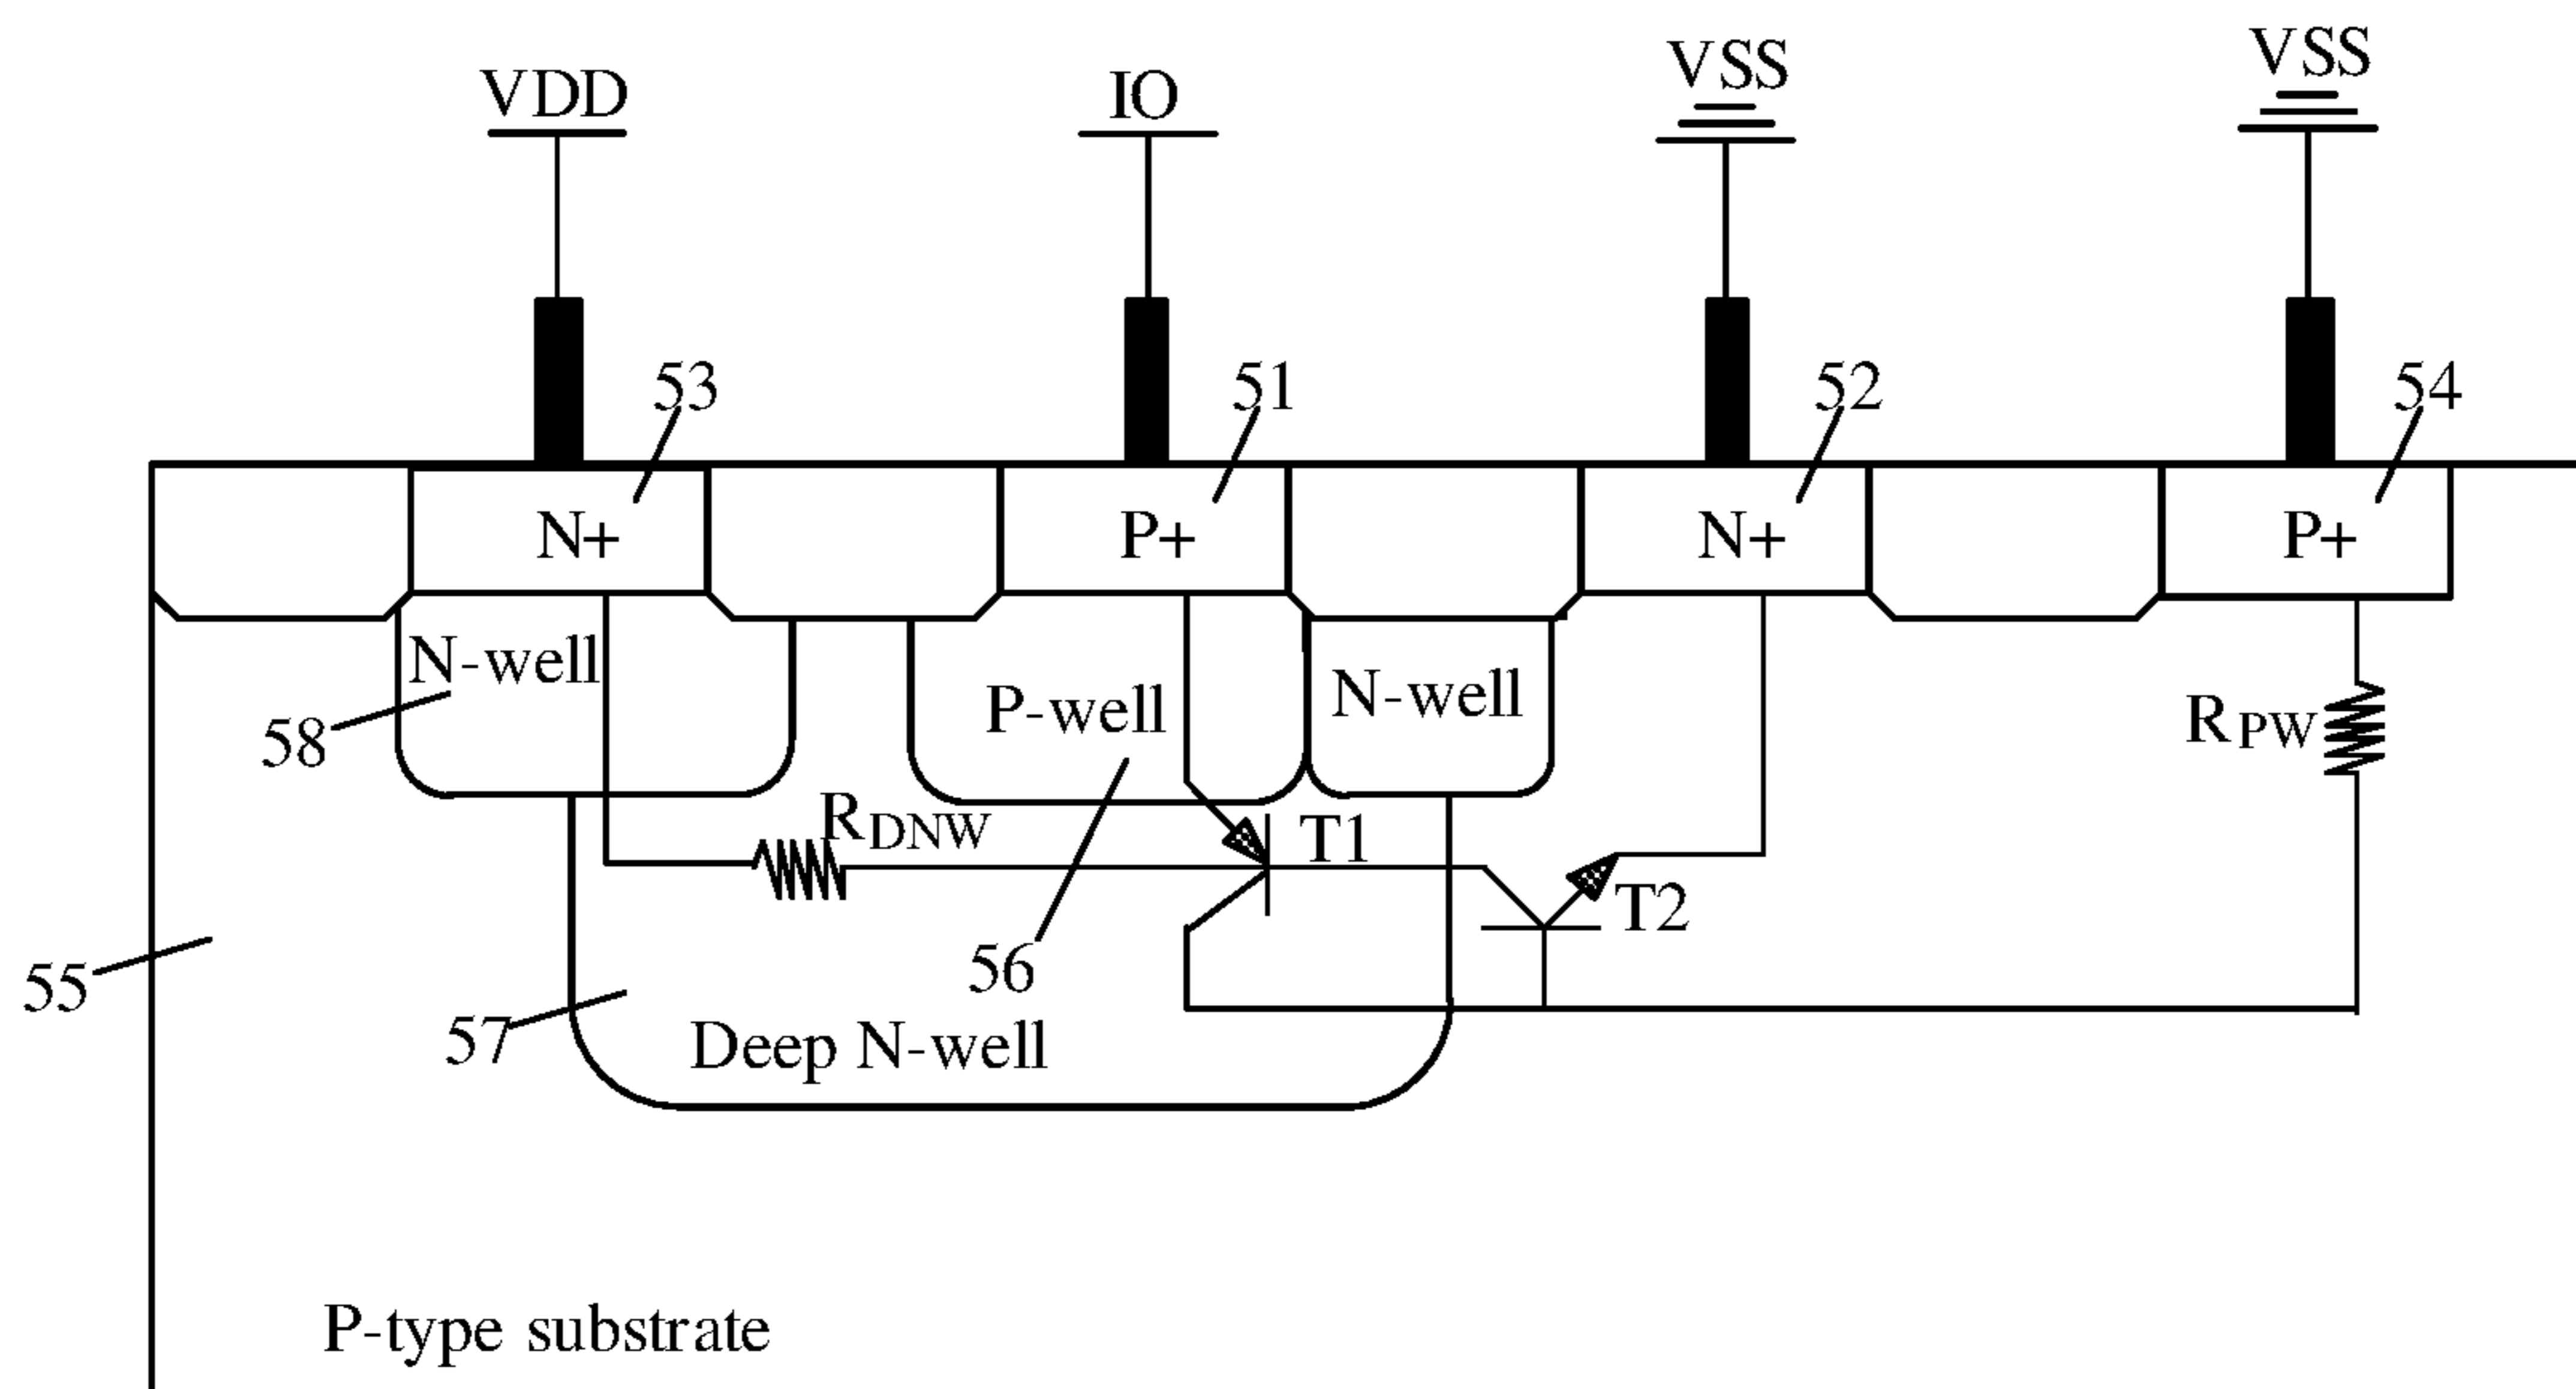 VDD
IO
VSS
VSS
53
51
52
54
N+
P+
N+
P+
N-well
P-well
N-well
58
RPW
RDNW
T1
T2
55
56
57
Deep N-well
P-type substrate